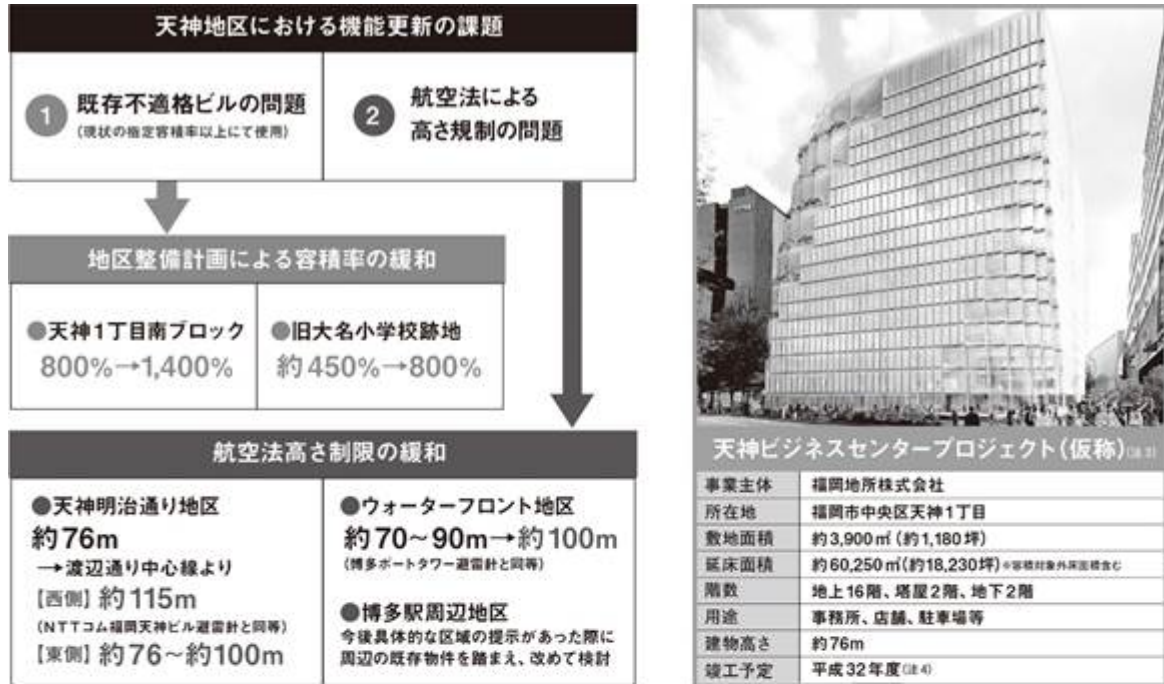 天神地区における機能更新の課題
1 既存不適格ビルの問題
(現状の指定容積率以上にて使用)
2 航空法による
高さ規制の問題
地区整備計画による容積率の緩和
●天神1丁目南ブロック
800%→1,400%
●旧大名小学校跡地
約450%→800%
航空法高さ制限の緩和
●天神明治通り地区
約76m
→渡辺通り中心線より
【西側】約115m
(NTTコム福岡天神ビル避雷針と同等)
【東側】約76~約100m
●ウォーターフロント地区
約70~90m→約100m
(博多ポートタワー避雷針と同等)
●博多駅周辺地区
今後具体的な区域の提示があった際に
周辺の既存物件を踏まえ、改めて検討
天神ビジネスセンタープロジェクト(仮称)(注3)
事業主体 福岡地所株式会社
所在地 福岡市中央区天神1丁目
敷地面積 約3,900㎡(約1,180坪)
延床面積 約60,250㎡(約18,230坪)※容積対象外床面積含む
階数 地上16階、塔屋2階、地下2階
用途 事務所、店舗、駐車場等
建物高さ 約76m
竣工予定 平成32年度(注4)